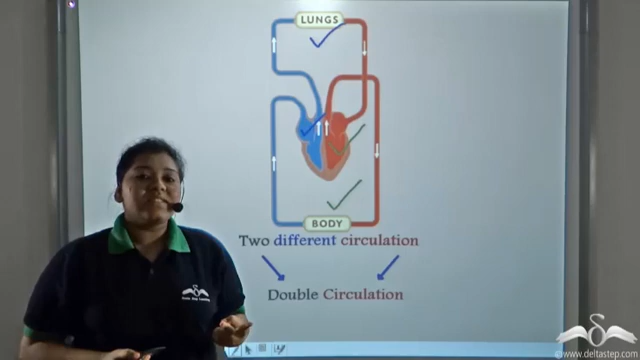 LUNGS
BODY
Two different circulation
Double Circulation
©www.deltastep.com